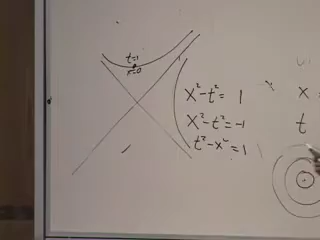 t=1
x=0
x²-t²= 1
x²-t²=-1
t²-x²=1
x
t